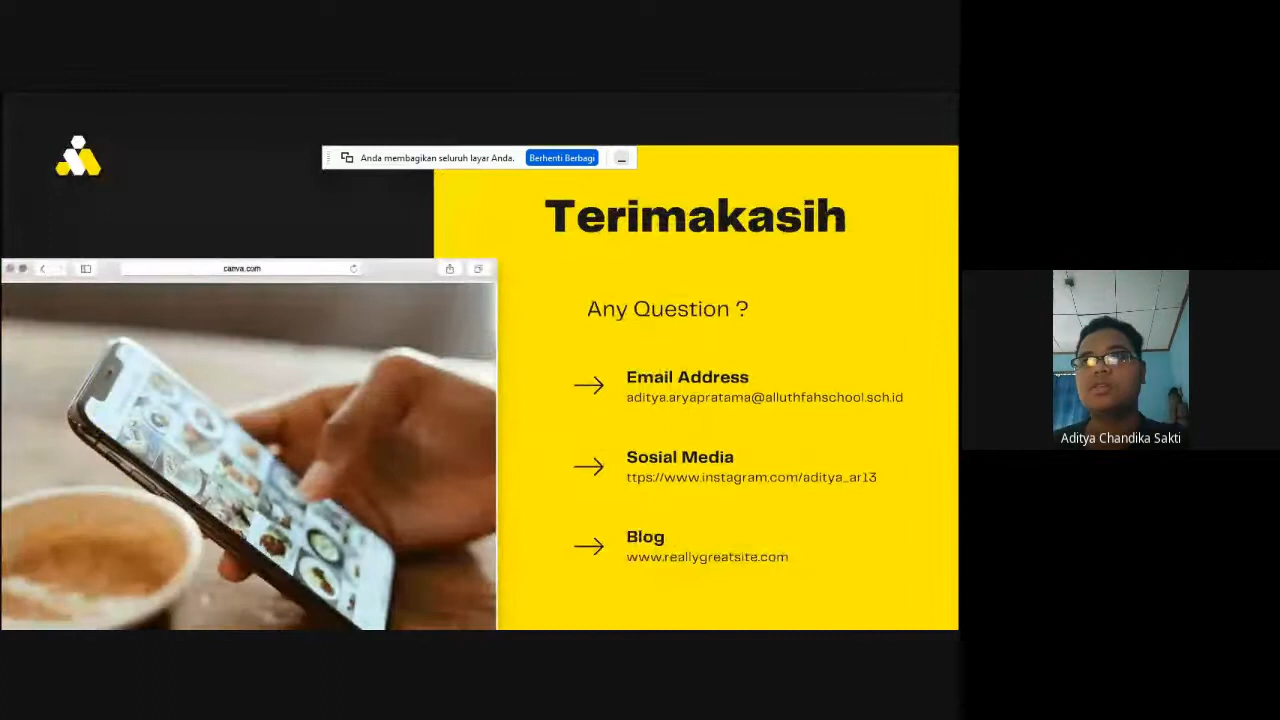 Anda membagikan seluruh layar Anda.
Berhenti Berbagi
Terimakasih
canva.com
Any Question ?
Email Address
aditya.aryapratama@alluthfahschool.sch.id
Sosial Media
ttps://www.instagram.com/aditya_ar13
Blog
www.reallygreatsite.com
Aditya Chandika Sakti